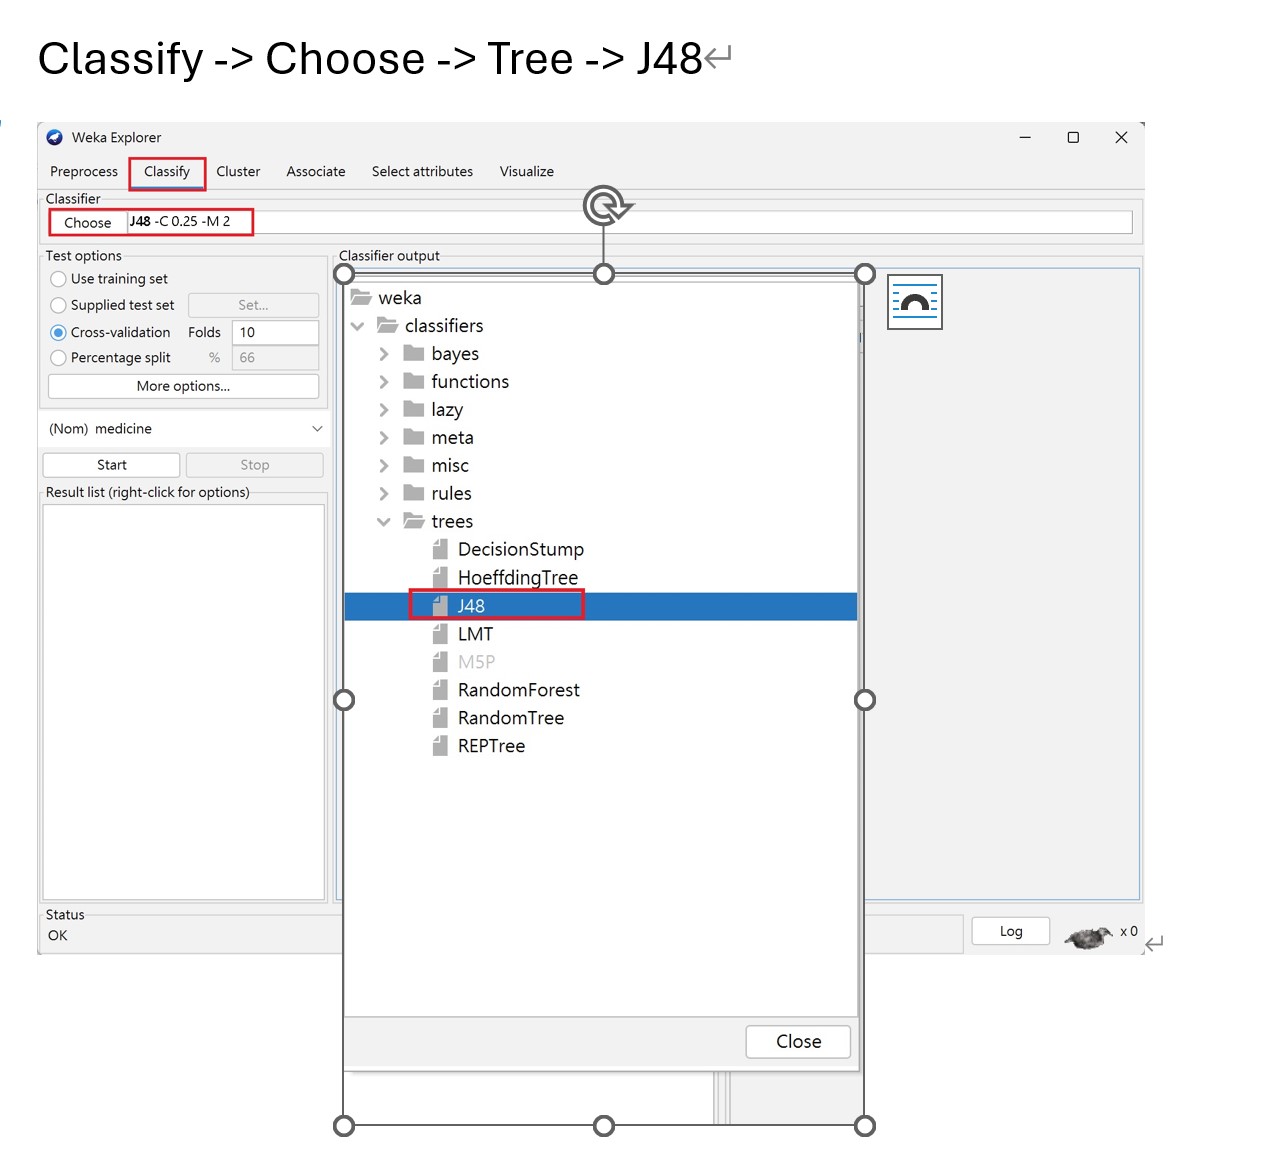 Classify -> Choose -> Tree -> J48
Weka Explorer
Preprocess Classify Cluster Associate Select attributes Visualize
Classifier
Choose J48 -C 0.25 -M 2
Test options
Use training set
Supplied test set Set...
Cross-validation Folds 10
Percentage split % 66
More options...
(Nom) medicine
Start Stop
Result list (right-click for options)
Classifier output
weka
classifiers
bayes
functions
lazy
meta
misc
rules
trees
DecisionStump
HoeffdingTree
J48
LMT
M5P
RandomForest
RandomTree
REPTree
Close
Status
OK
Log x 0